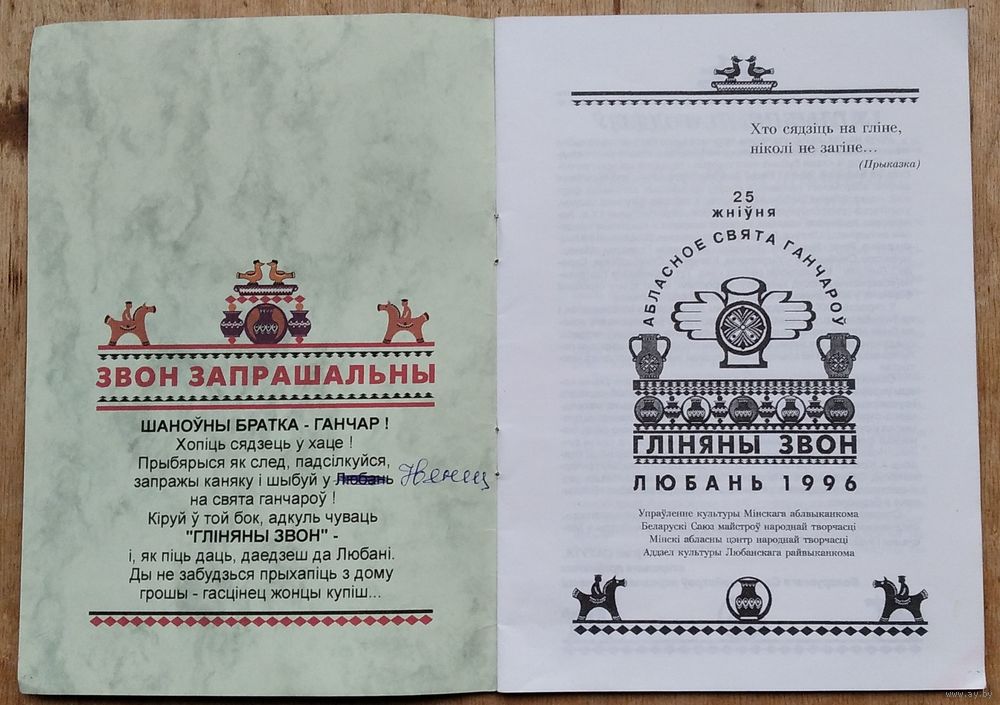 ЗВОН ЗАПРАШАЛЬНЫ
ШАНОЎНЫ БРАТКА - ГАНЧАР !
Хопіць сядзець у хаце !
Прыбярыся як след, падсілкуйся,
запражы каняку і шыбуй у Любань
на свята ганчароў !
Кіруй ў той бок, адкуль чуваць
"ГЛІНЯНЫ ЗВОН" -
і, як піць даць, даедзеш да Любані.
Ды не забудзься прыхапіць з дому
грошы - гасцінец жонцы купіш...
Хто сядзіць на гліне,
ніколі не загіне...
(Прыказка)
25
жніўня
АБЛАСНОЕ СВЯТА ГАНЧАРОЎ
ГЛІНЯНЫ ЗВОН
ЛЮБАНЬ 1996
Упраўленне культуры Мінскага аблвыканкома
Беларускі Саюз майстроў народнай творчасці
Мінскі абласны цэнтр народнай творчасці
Аддзел культуры Любанскага райвыканкома
www.ay.by